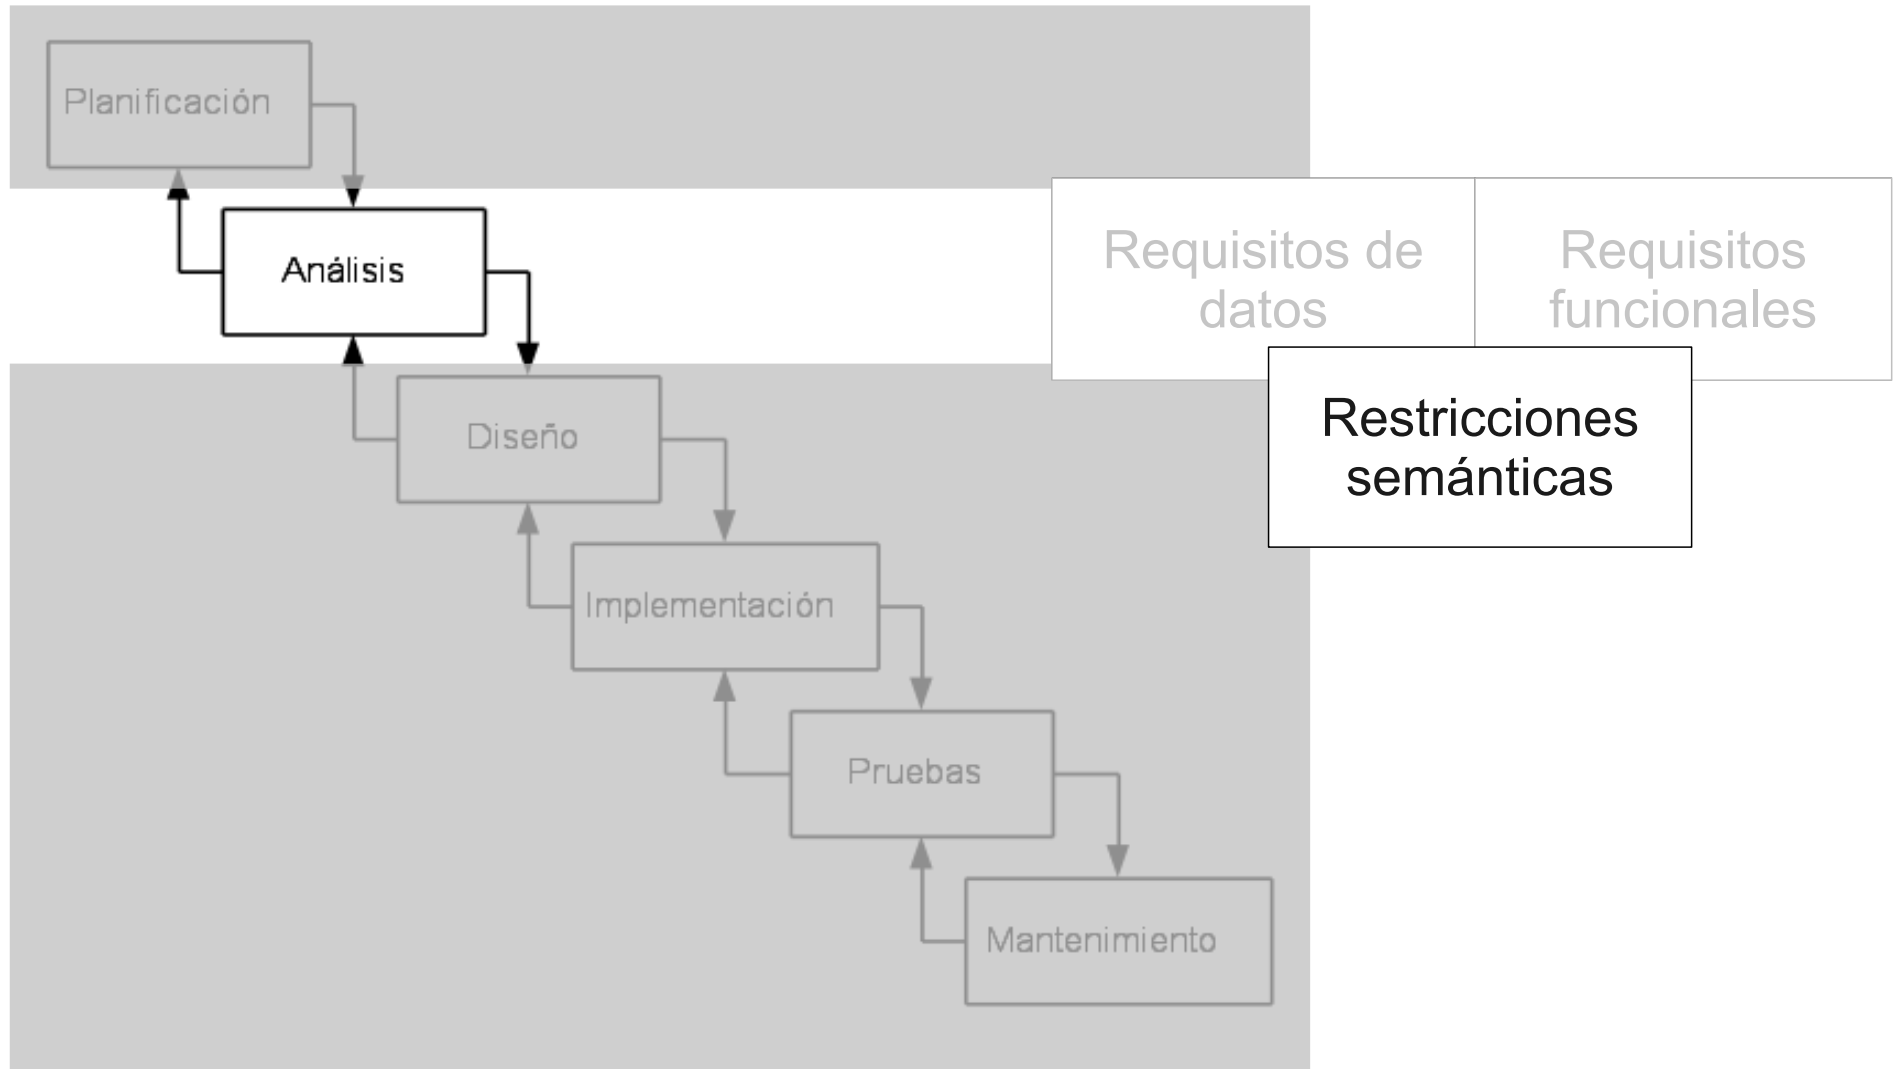 Planificación
Análisis
Requisitos de
datos
Requisitos
funcionales
Restricciones
semánticas
Diseño
Implementación
Pruebas
Mantenimiento